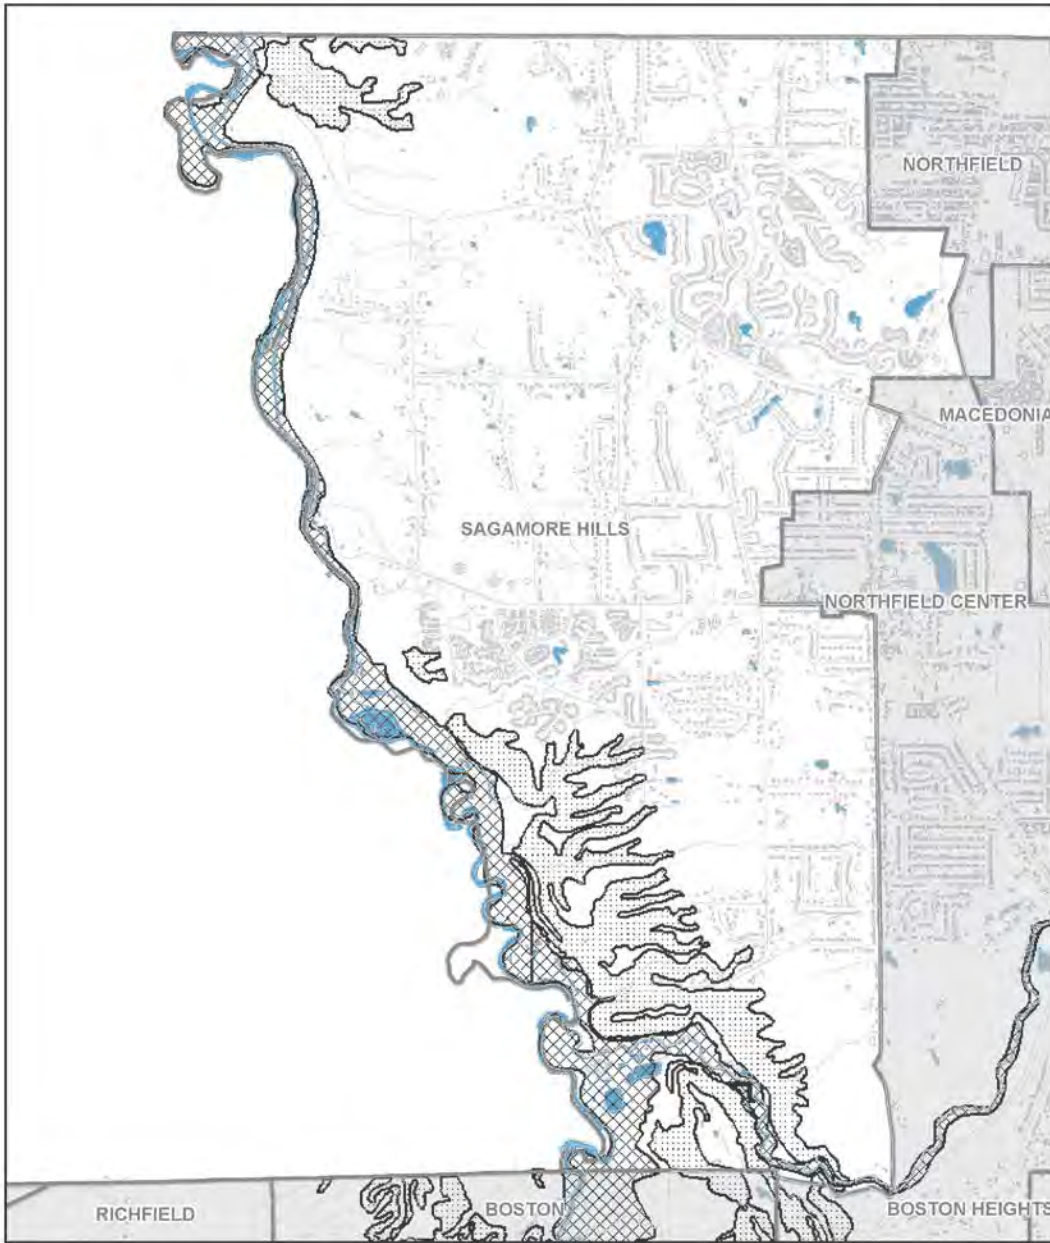 NORTHFIELD
MACEDONIA
SAGAMORE HILLS
NORTHFIELD CENTER
RICHFIELD
BOSTON
BOSTON HEIGHTS